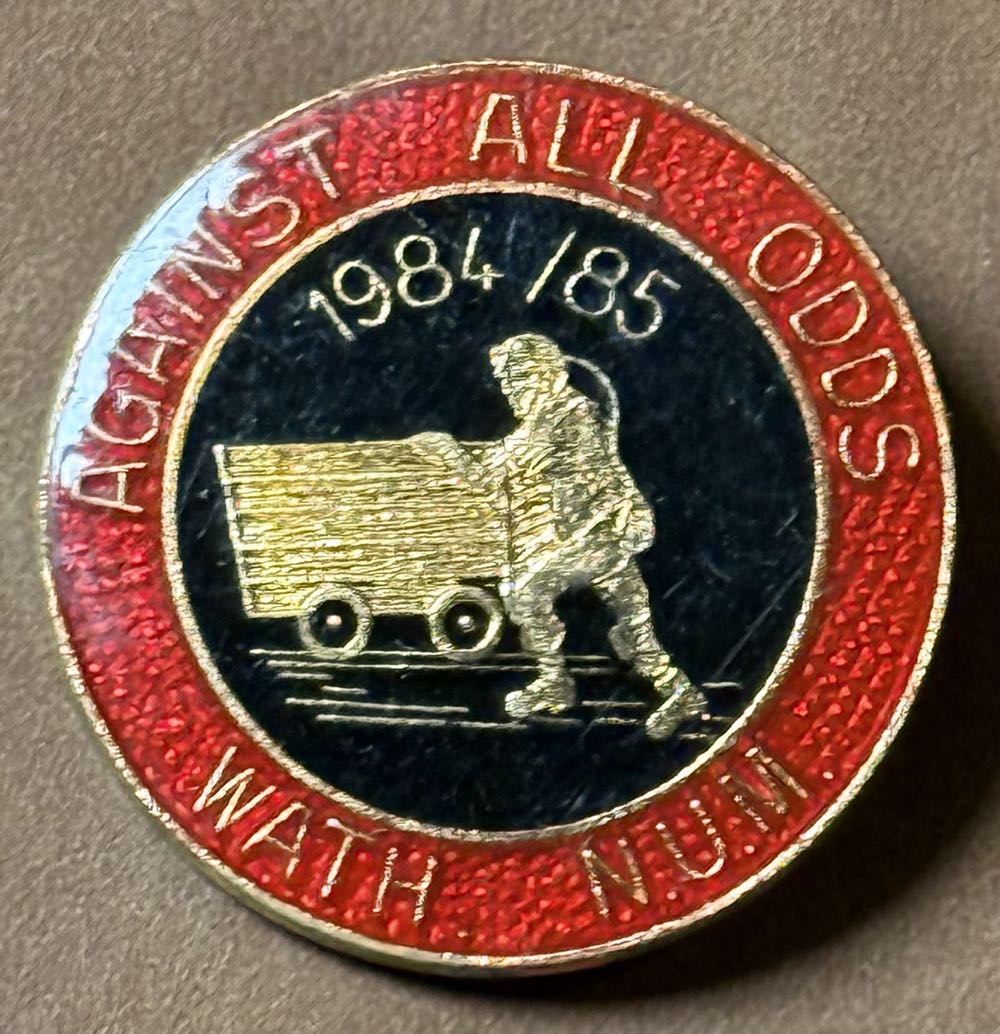 AGAINST ALL ODDS
1984/85
WATH NUM